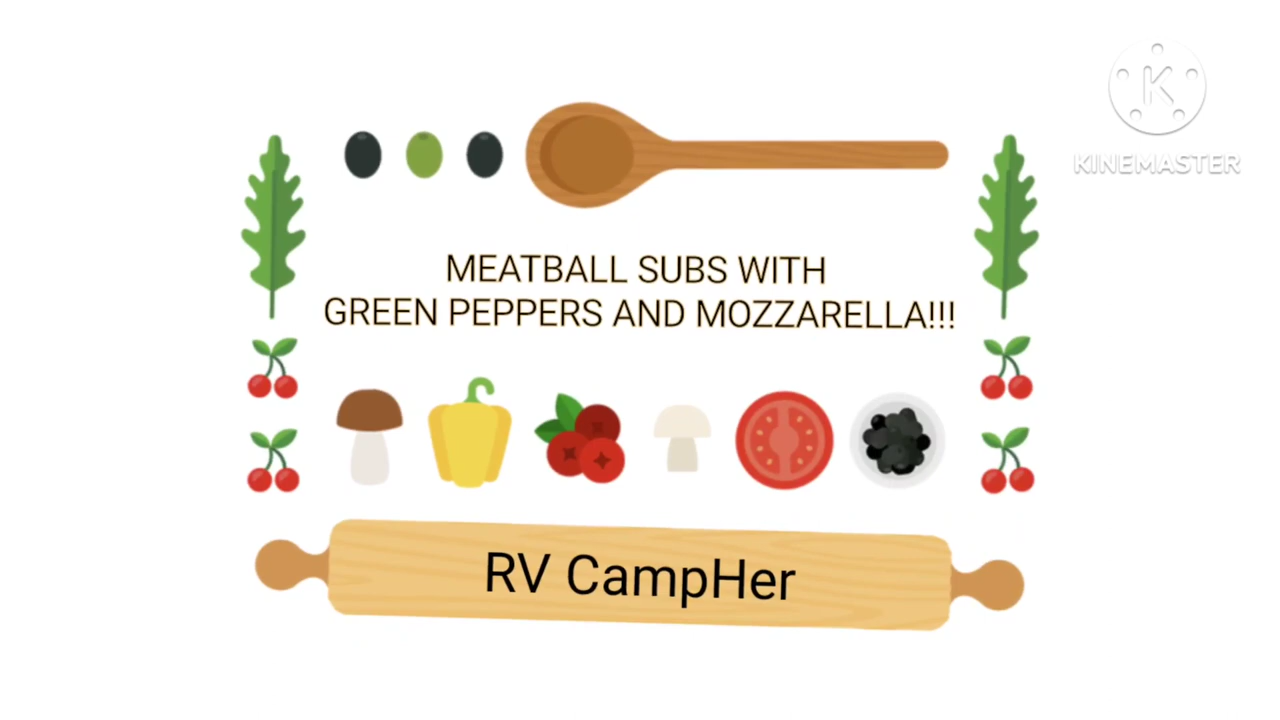 K
KINEMASTER
MEATBALL SUBS WITH
GREEN PEPPERS AND MOZZARELLA!!!
RV CampHer